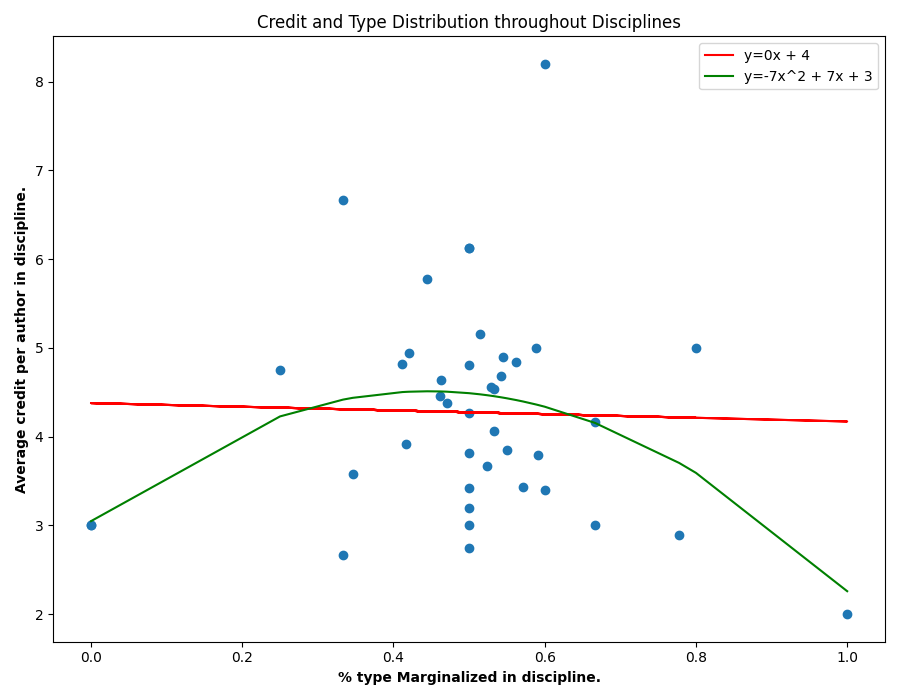 Credit and Type Distribution throughout Disciplines
y=0x + 4
y=-7x^2 + 7x + 3
Average credit per author in discipline.
8
7
6
5
4
3
2
0.0 0.2 0.4 0.6 0.8 1.0
% type Marginalized in discipline.